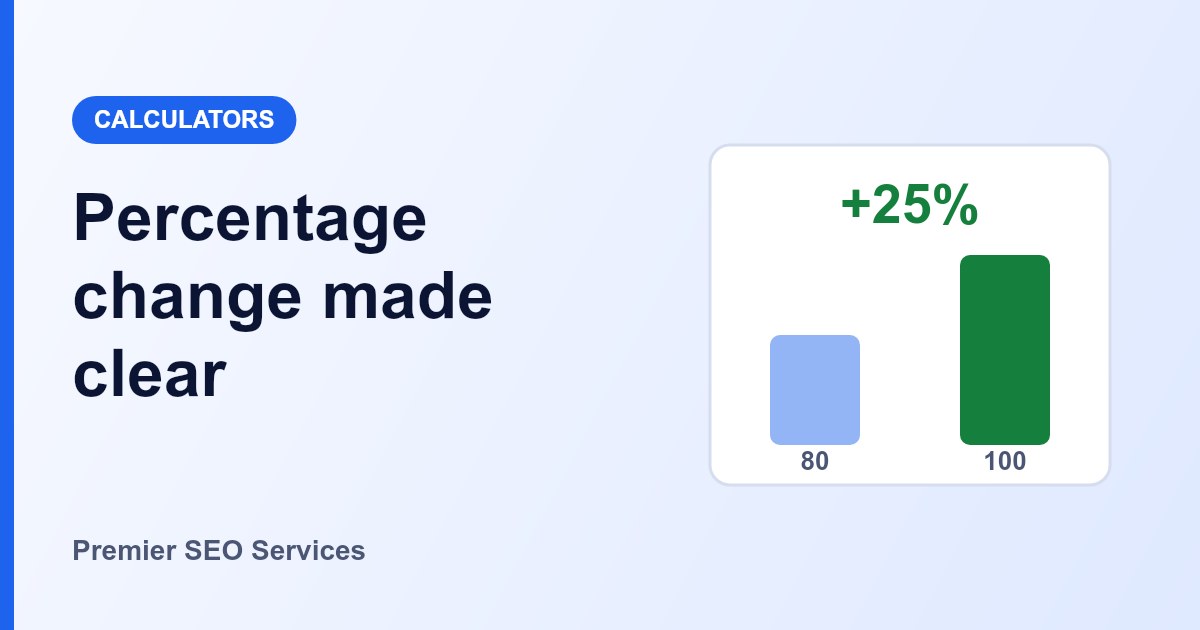 CALCULATORS
Percentage
change made
clear
Premier SEO Services
+25%
80
100